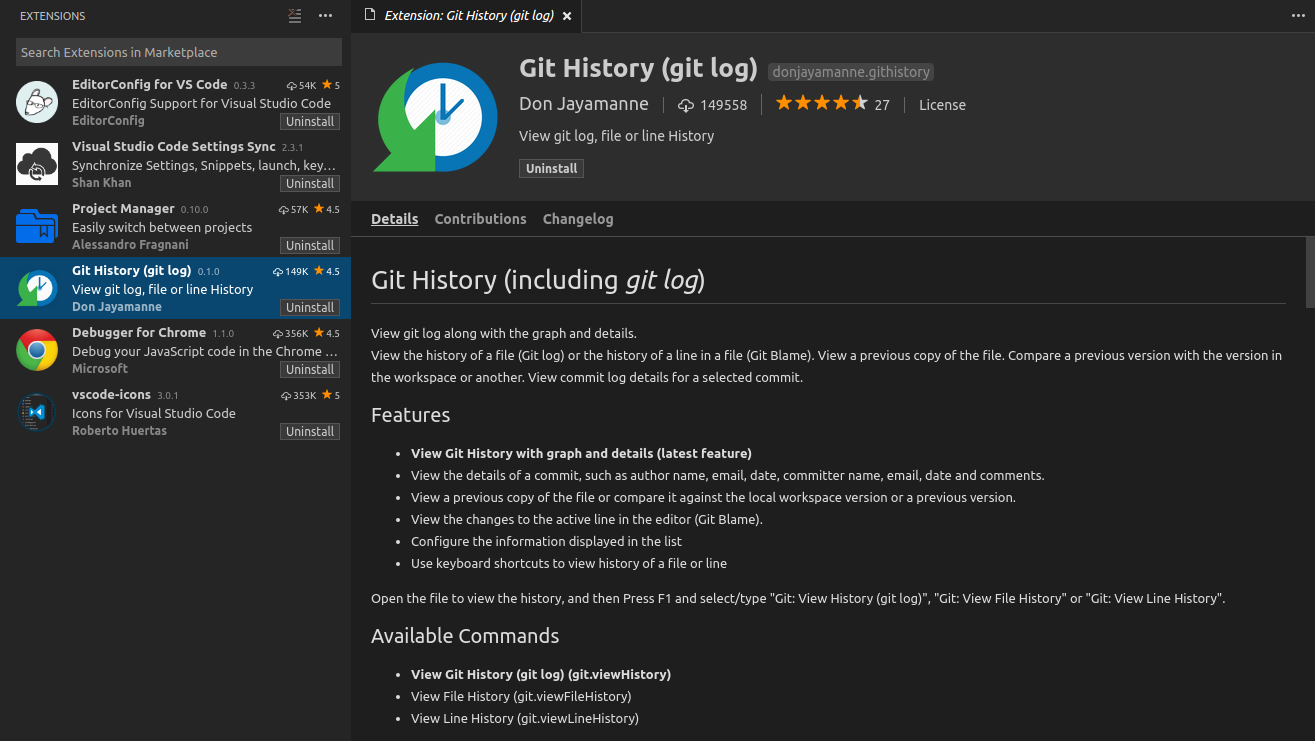 EXTENSIONS
Search Extensions in Marketplace
EditorConfig for VS Code 0.3.3 54K 5
EditorConfig Support for Visual Studio Code
EditorConfig Uninstall
Visual Studio Code Settings Sync 2.3.1
Synchronize Settings, Snippets, launch, key...
Shan Khan Uninstall
Project Manager 0.10.0 57K 4.5
Easily switch between projects
Alessandro Fragnani Uninstall
Git History (git log) 0.1.0 149K 4.5
View git log, file or line History
Don Jayamanne Uninstall
Debugger for Chrome 1.1.0 356K 4.5
Debug your JavaScript code in the Chrome ...
Microsoft Uninstall
vscode-icons 3.0.1 353K 5
Icons for Visual Studio Code
Roberto Huertas Uninstall
Extension: Git History (git log)
Git History (git log) donjayamanne.githistory
Don Jayamanne 149558 27 License
View git log, file or line History
Uninstall
Details Contributions Changelog
Git History (including git log)
View git log along with the graph and details.
View the history of a file (Git log) or the history of a line in a file (Git Blame). View a previous copy of the file. Compare a previous version with the version in
the workspace or another. View commit log details for a selected commit.
Features
• View Git History with graph and details (latest feature)
• View the details of a commit, such as author name, email, date, committer name, email, date and comments.
• View a previous copy of the file or compare it against the local workspace version or a previous version.
• View the changes to the active line in the editor (Git Blame).
• Configure the information displayed in the list
• Use keyboard shortcuts to view history of a file or line
Open the file to view the history, and then Press F1 and select/type "Git: View History (git log)", "Git: View File History" or "Git: View Line History".
Available Commands
• View Git History (git log) (git.viewHistory)
• View File History (git.viewFileHistory)
• View Line History (git.viewLineHistory)